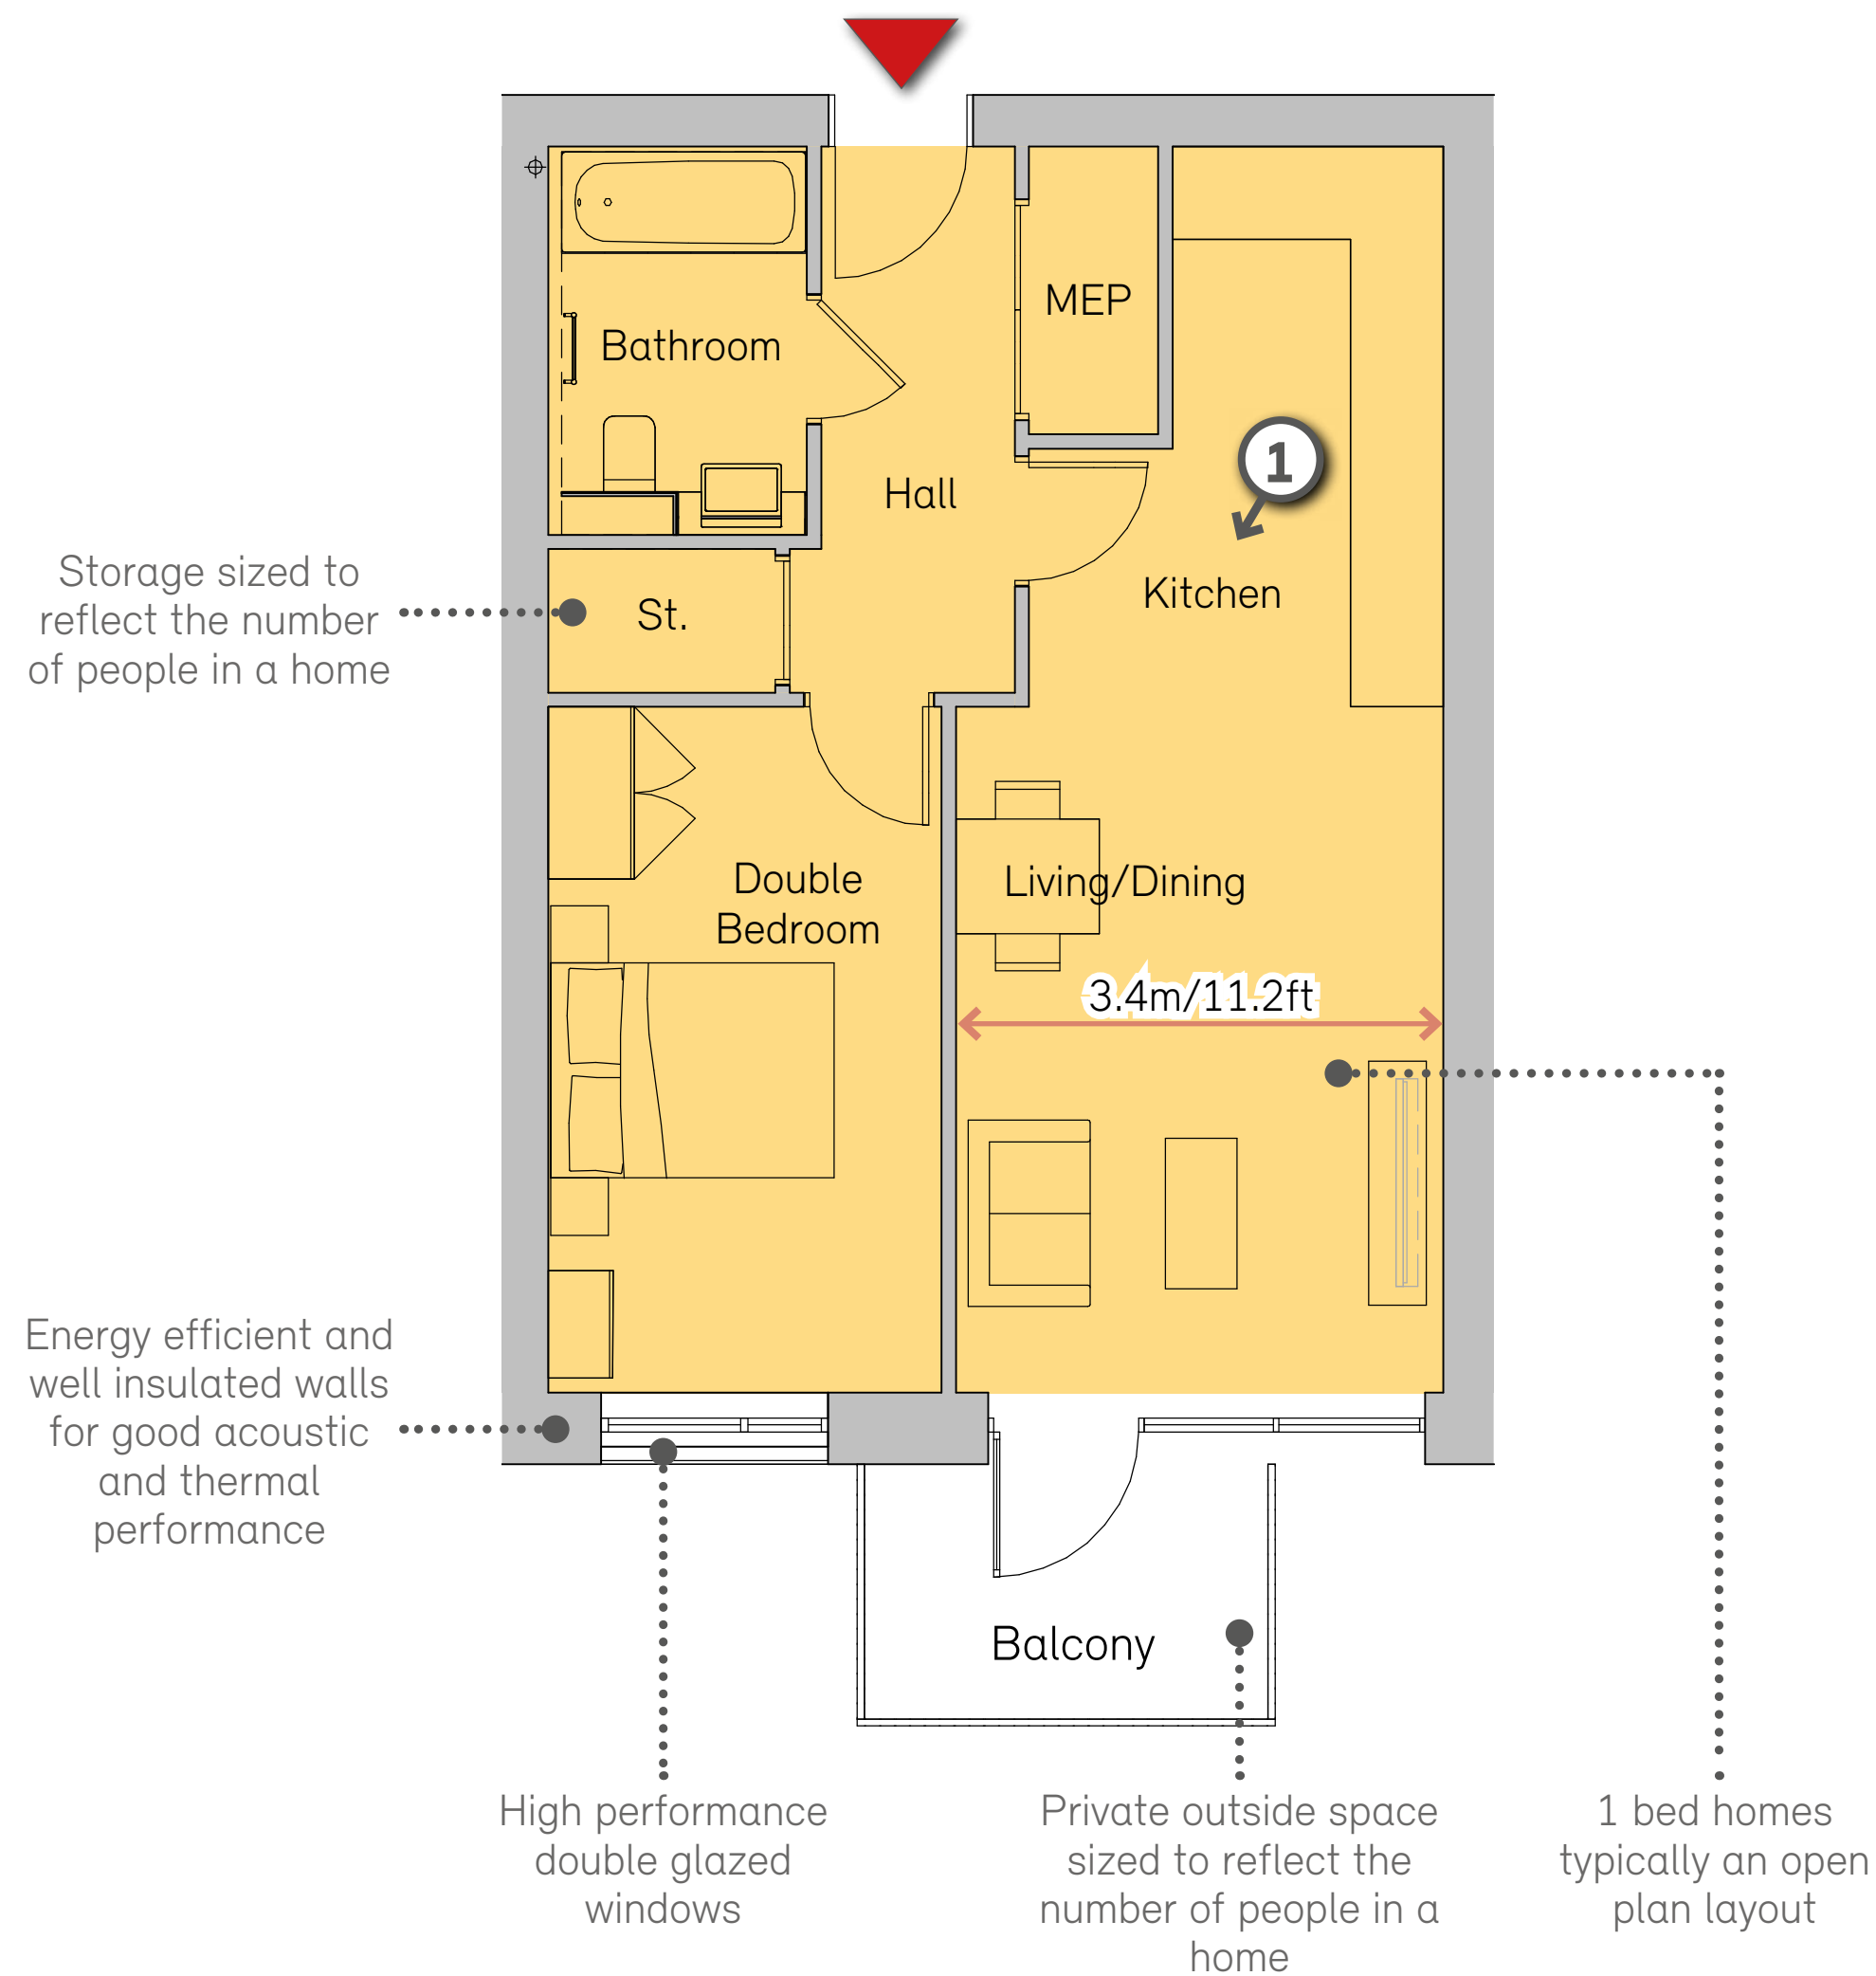 Bathroom
MEP
1
Hall
Kitchen
Storage sized to
reflect the number
of people in a home
St.
Double
Bedroom
Living/Dining
3.4m/11.2ft
Energy efficient and
well insulated walls
for good acoustic
and thermal
performance
Balcony
High performance
double glazed
windows
Private outside space
sized to reflect the
number of people in a
home
1 bed homes
typically an open
plan layout